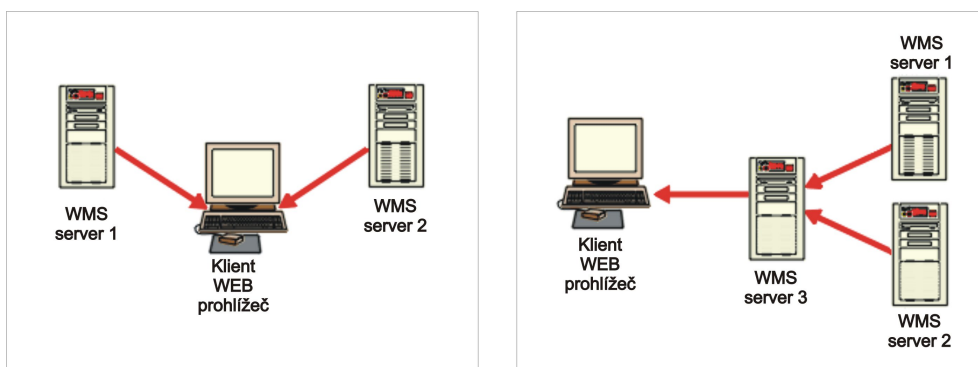 WMS
server 1
WMS
server 2
Klient
WEB
prohlížeč
WMS
server 1
Klient
WEB
prohlížeč
WMS
server 3
WMS
server 2